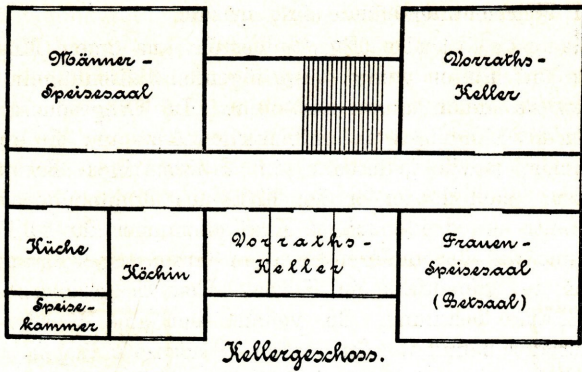 Männer -
Speisesaal
Vorraths -
Keller
Küche
Speise-
kammer
Köchin
Vorraths -
Keller
Frauen -
Speisesaal
(Betsaal)
Kellergeschoss.